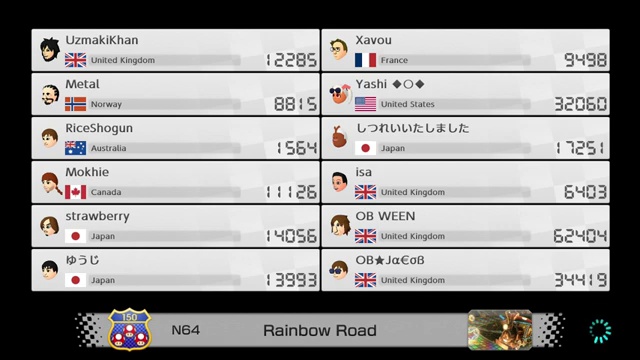 UzmakiKhan
United Kingdom 12285
Metal
Norway 8815
RiceShogun
Australia 1564
Mokhie
Canada 11126
strawberry
Japan 14056
ゆうじ
Japan 13993
Xavou
France 9498
Yashi ◆○◆
United States 32060
しつれいいたしました
Japan 17251
isa
United Kingdom 6403
OB WEEN
United Kingdom 62404
OB★Jα€σß
United Kingdom 34419
150
N64 Rainbow Road